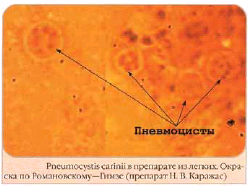 Пневмоцисты
Pneumocystis carinii в препарате из легких. Окра-
ска по Романовскому—Гимзе (препарат Н. В. Каражас)